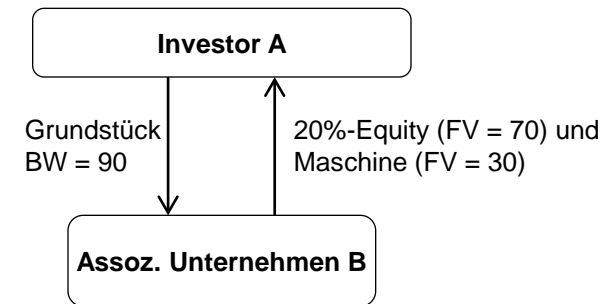 Investor A
Grundstück
BW = 90
20%-Equity (FV = 70) und
Maschine (FV = 30)
Assoz. Unternehmen B